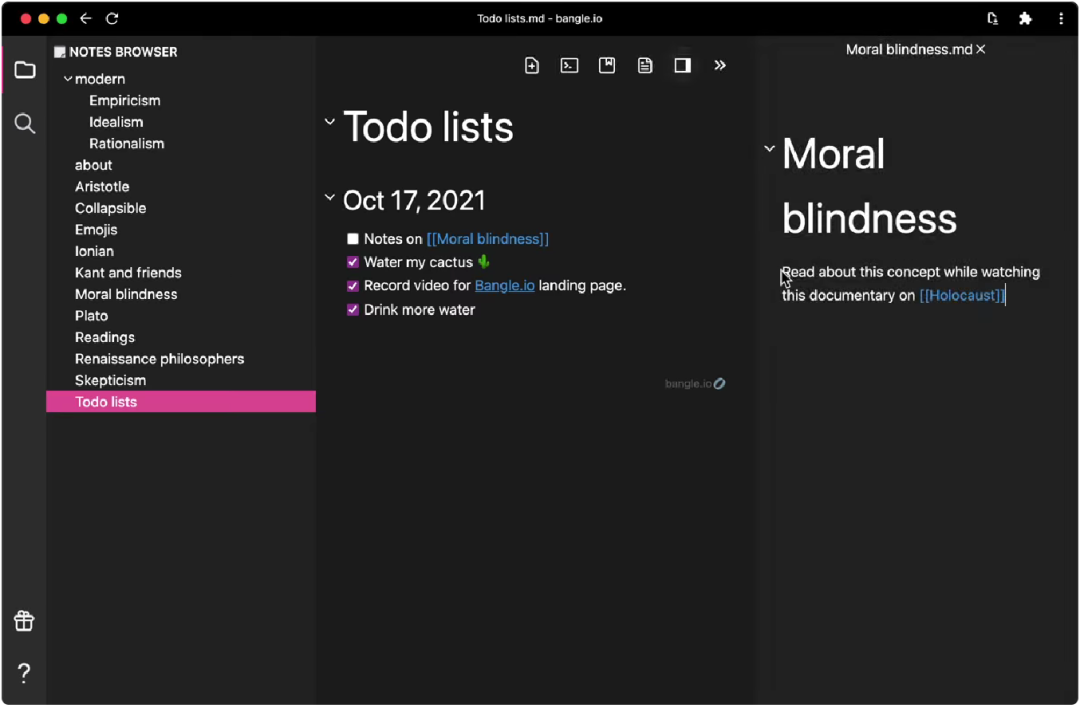 Todo lists.md - bangle.io
NOTES BROWSER
modern
Empiricism
Idealism
Rationalism
about
Aristotle
Collapsible
Emojis
Ionian
Kant and friends
Moral blindness
Plato
Readings
Renaissance philosophers
Skepticism
Todo lists
Todo lists
Oct 17, 2021
Notes on [[Moral blindness]]
Water my cactus 🌵
Record video for Bangle.io landing page.
Drink more water
bangle.io
Moral blindness.md
Moral
blindness
Read about this concept while watching
this documentary on [[Holocaust]]